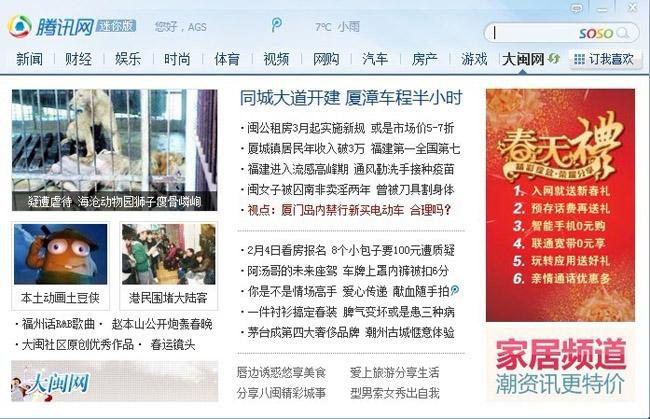 腾讯网 迷你版 您好，AGS 7℃ 小雨
SOSO
新闻 财经 娱乐 时尚 体育 视频 网购 汽车 房产 游戏 大闽网 订我喜欢
疑遭虐待 海沧动物园狮子瘦骨嶙峋
本土动画土豆侠 港民围堵大陆客
·福州话R&B歌曲 ·赵本山公开炮轰春晚
·大闽社区原创优秀作品 ·春运镜头
大闽网
同城大道开建 厦漳车程半小时
·闽公租房3月起实施新规 或是市场价5-7折
·厦城镇居民年收入破3万 福建第一全国第七
·福建进入流感高峰期 通风勤洗手接种疫苗
·闽女子被囚南非卖淫两年 曾被刀具割身体
·视点：厦门岛内禁行新买电动车 合理吗?
·2月4日看房报名 8个小包子要100元遭质疑
·阿汤哥的未来座驾 车牌上罩内裤被扣6分
·你是不是情场高手 爱心传递 献血随手拍
·一件衬衫搞定春装 脾气变坏或是患三种病
·茅台成第四大奢侈品牌 潮州古城惬意体验
唇边诱惑悠享美食 爱上旅游分享生活
分享八闽精彩城事 型男索女秀出自我
春天禮
精彩绽放·荣耀分享
1. 入网就送新春礼
2. 预存话费再送礼
3. 智能手机0元购
4. 联通宽带0元享
5. 玩转应用送好礼
6. 亲情通话优惠多
家居频道
潮资讯更特价